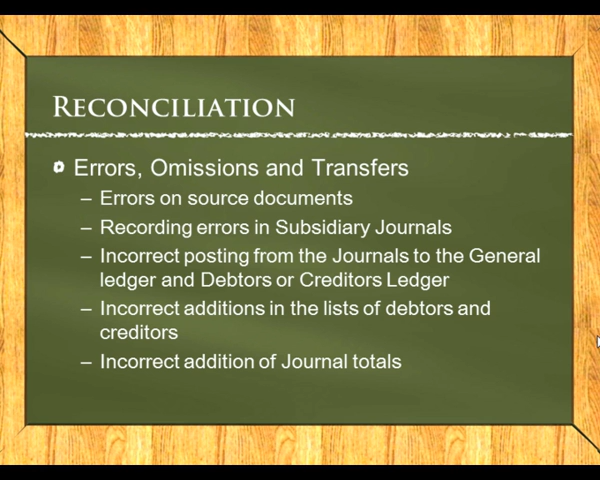 RECONCILIATION
Errors, Omissions and Transfers
– Errors on source documents
– Recording errors in Subsidiary Journals
– Incorrect posting from the Journals to the General
ledger and Debtors or Creditors Ledger
– Incorrect additions in the lists of debtors and
creditors
– Incorrect addition of Journal totals